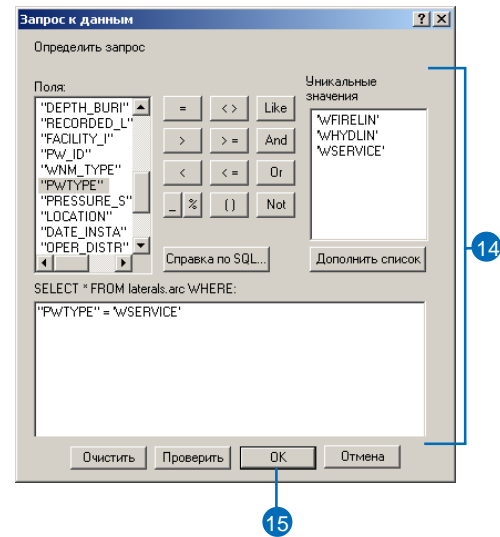 Запрос к данным
Определить запрос
Поля:
Уникальные значения
"DEPTH_BURI"
"RECORDED_L"
"FACILITY_I"
"PW_ID"
"WNM_TYPE"
"PWTYPE"
"PRESSURE_S"
"LOCATION"
"DATE_INSTA"
"OPER_DISTR"
= < > Like
> > = And
< < = Or
_ % ( ) Not
'WFIRELIN'
'WHYDLIN'
'WSERVICE'
14
Справка по SQL...
Дополнить список
SELECT * FROM laterals.arc WHERE:
"PWTYPE" = 'WSERVICE'
Очистить Проверить OK Отмена
15